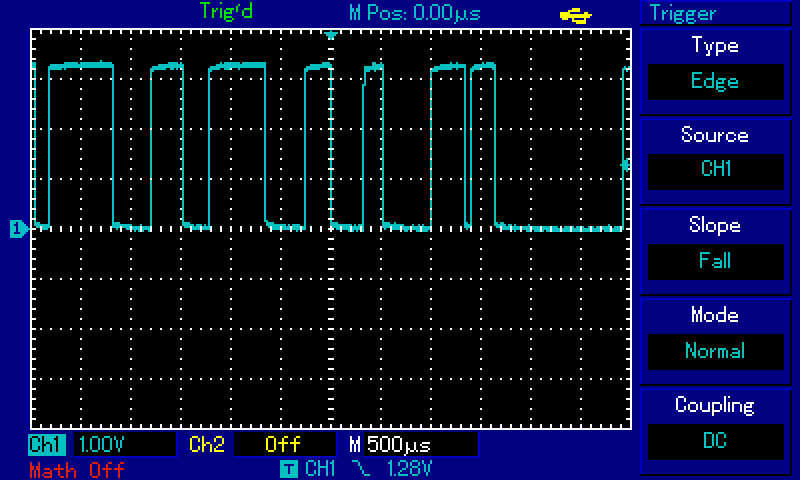 Trig'd M Pos: 0.00µs Trigger
Type
Edge
Source
CH1
Slope
Fall
Mode
Normal
Coupling
DC
1
Ch1 1.00V Ch2 Off M 500µs
Math Off T CH1 1.28V